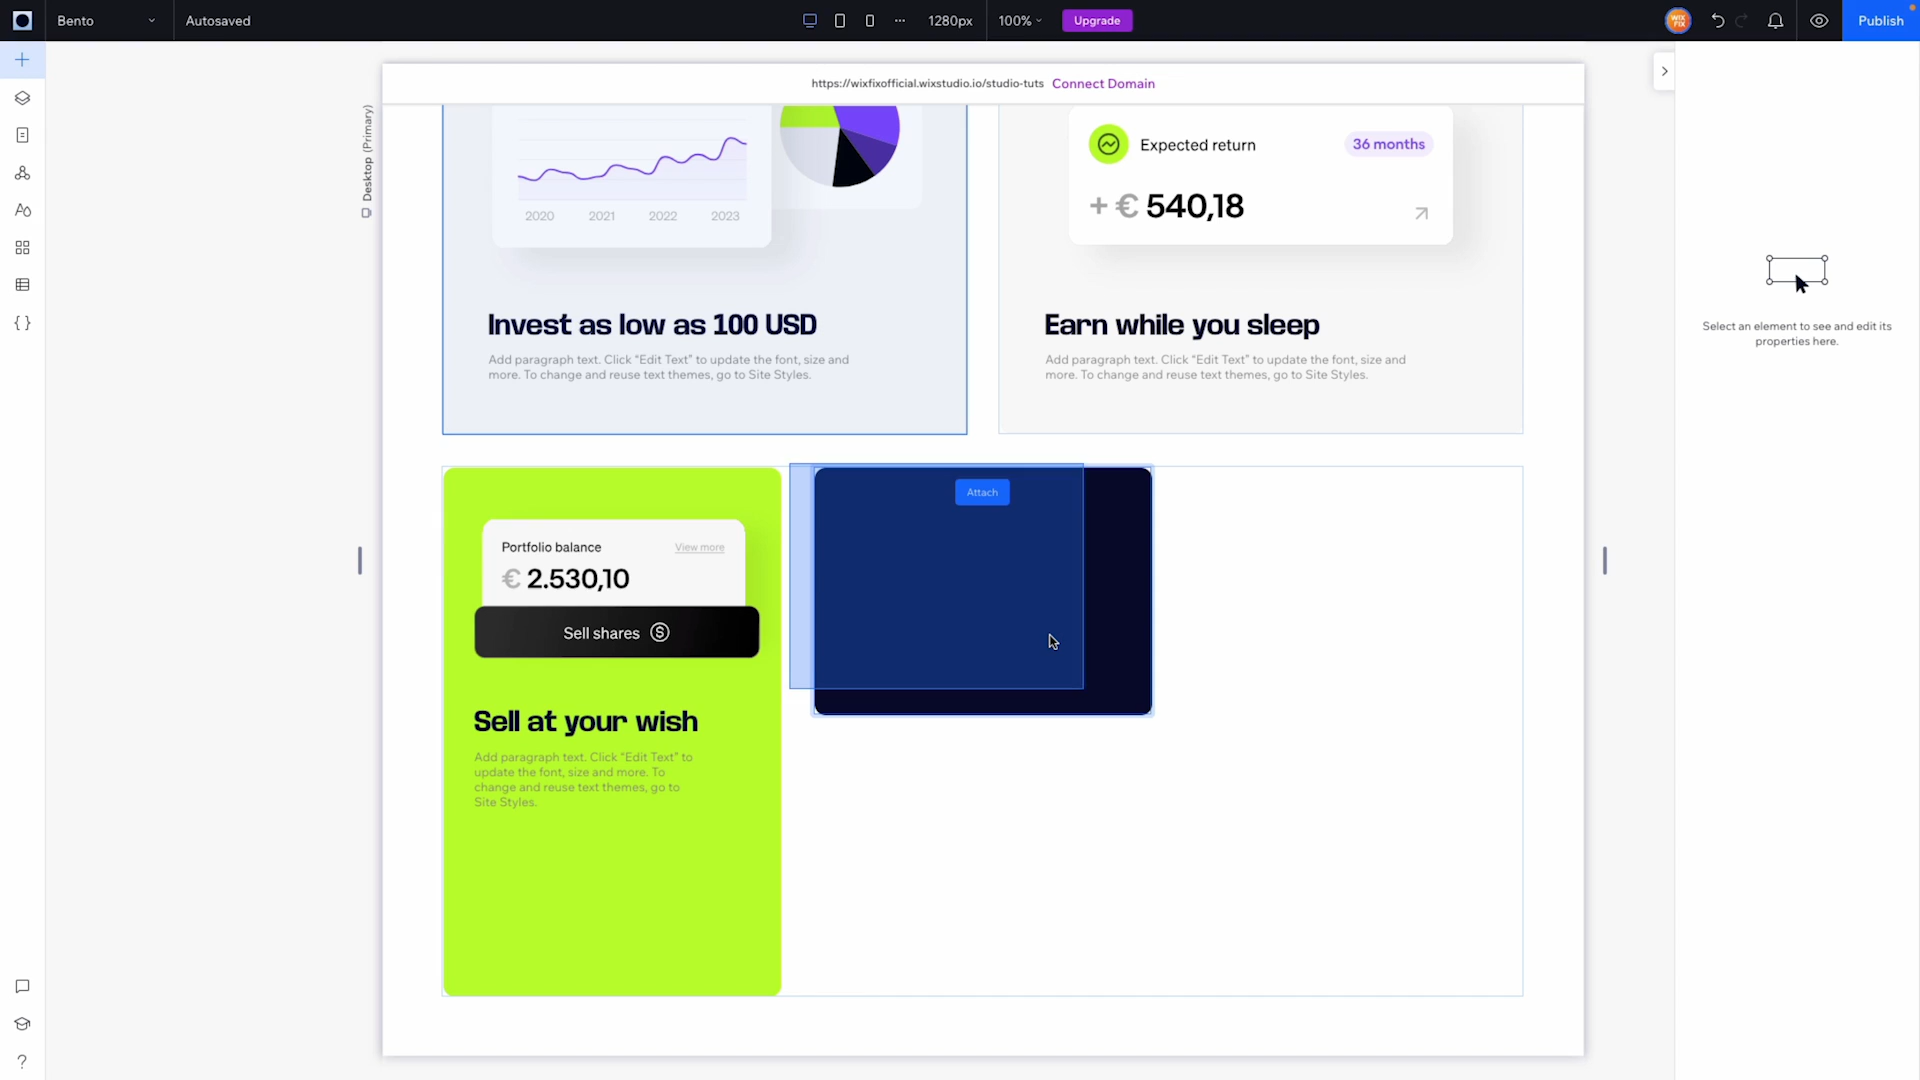 Bento
Autosaved
1280px
100%
Upgrade
WIX
FIX
Publish
https://wixfixofficial.wixstudio.io/studio-tuts
Connect Domain
Desktop (Primary)
2020
2021
2022
2023
Expected return
36 months
+ € 540,18
Invest as low as 100 USD
Add paragraph text. Click “Edit Text” to update the font, size and
more. To change and reuse text themes, go to Site Styles.
Earn while you sleep
Add paragraph text. Click “Edit Text” to update the font, size and
more. To change and reuse text themes, go to Site Styles.
Select an element to see and edit its
properties here.
Attach
Portfolio balance
View more
€ 2.530,10
Sell shares
Sell at your wish
Add paragraph text. Click “Edit Text” to
update the font, size and more. To
change and reuse text themes, go to
Site Styles.